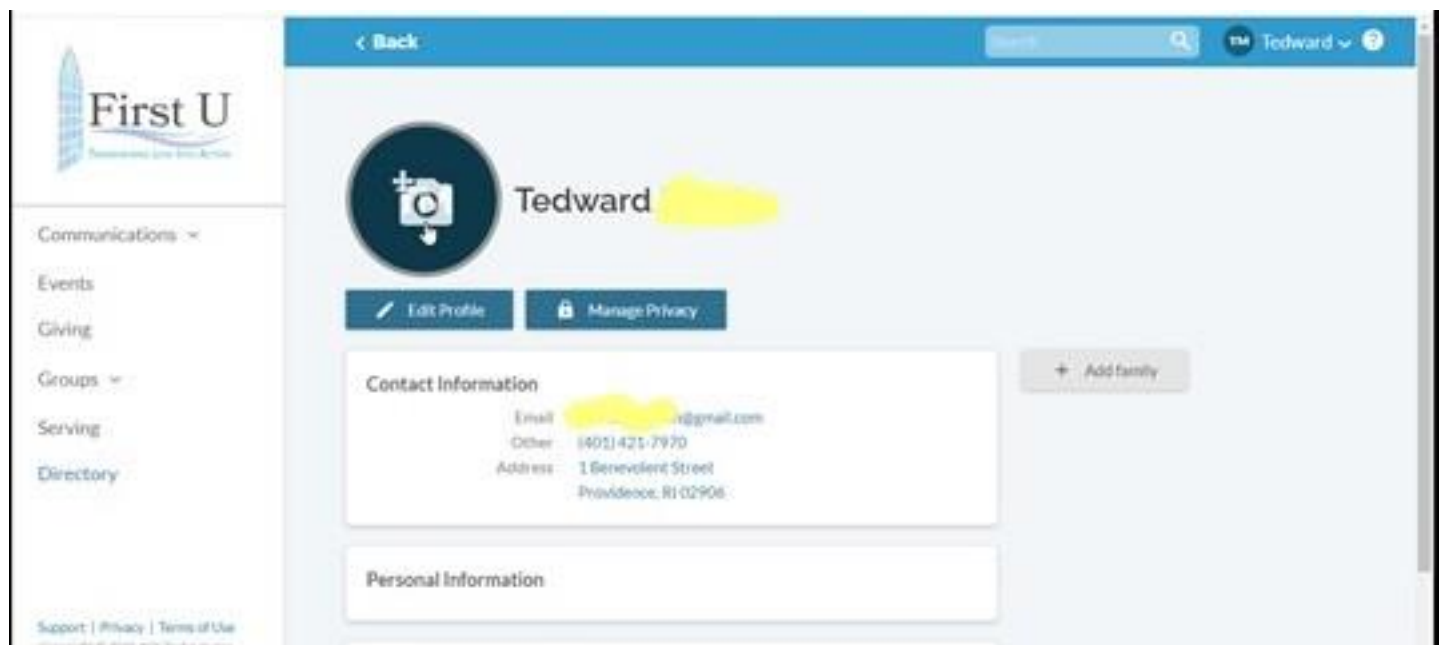 First U
< Back
Search
TM Tedward
?
Tedward
Communications
Events
Giving
Groups
Serving
Directory
Edit Profile
Manage Privacy
Contact Information
Email @gmail.com
Other (401) 421-7970
Address 1 Benevolent Street
Providence, RI 02906
+ Add family
Personal Information
Support | Privacy | Terms of Use